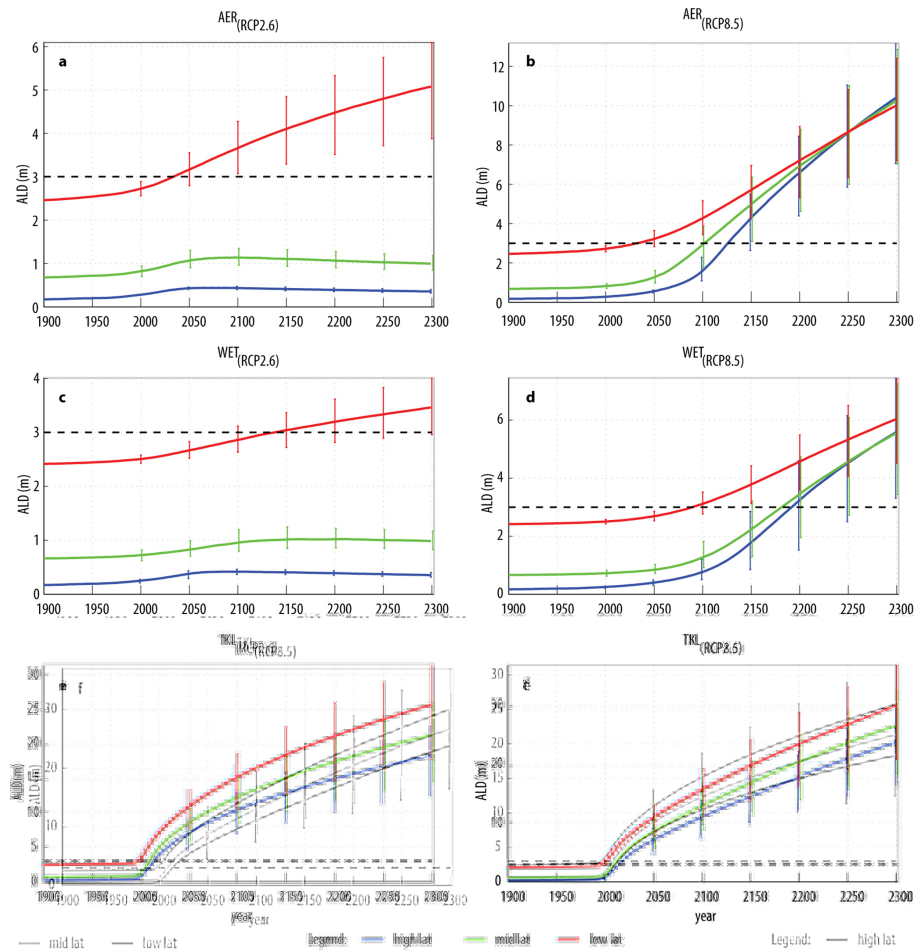 AER(RCP2.6)
AER(RCP8.5)
a
ALD (m)
6
5
4
3
2
1
0
1900 1950 2000 2050 2100 2150 2200 2250 2300
b
ALD (m)
12
10
8
6
4
2
0
1900 1950 2000 2050 2100 2150 2200 2250 2300
WET(RCP2.6)
WET(RCP8.5)
c
ALD (m)
4
3
2
1
0
1900 1950 2000 2050 2100 2150 2200 2250 2300
d
ALD (m)
6
4
2
0
1900 1950 2000 2050 2100 2150 2200 2250 2300
TKL
(RCP8.5)
TKL(RCP2.6)
f
30
25
20
10
5
0
1900 1950 2000 2050 2100 2150 2200 2250 2300
year
ALD (m)
30
25
20
15
10
5
0
1900 1950 2000 2050 2100 2150 2200 2250 2300
year
mid lat low lat Legend: high lat mid lat low lat Legend: high lat